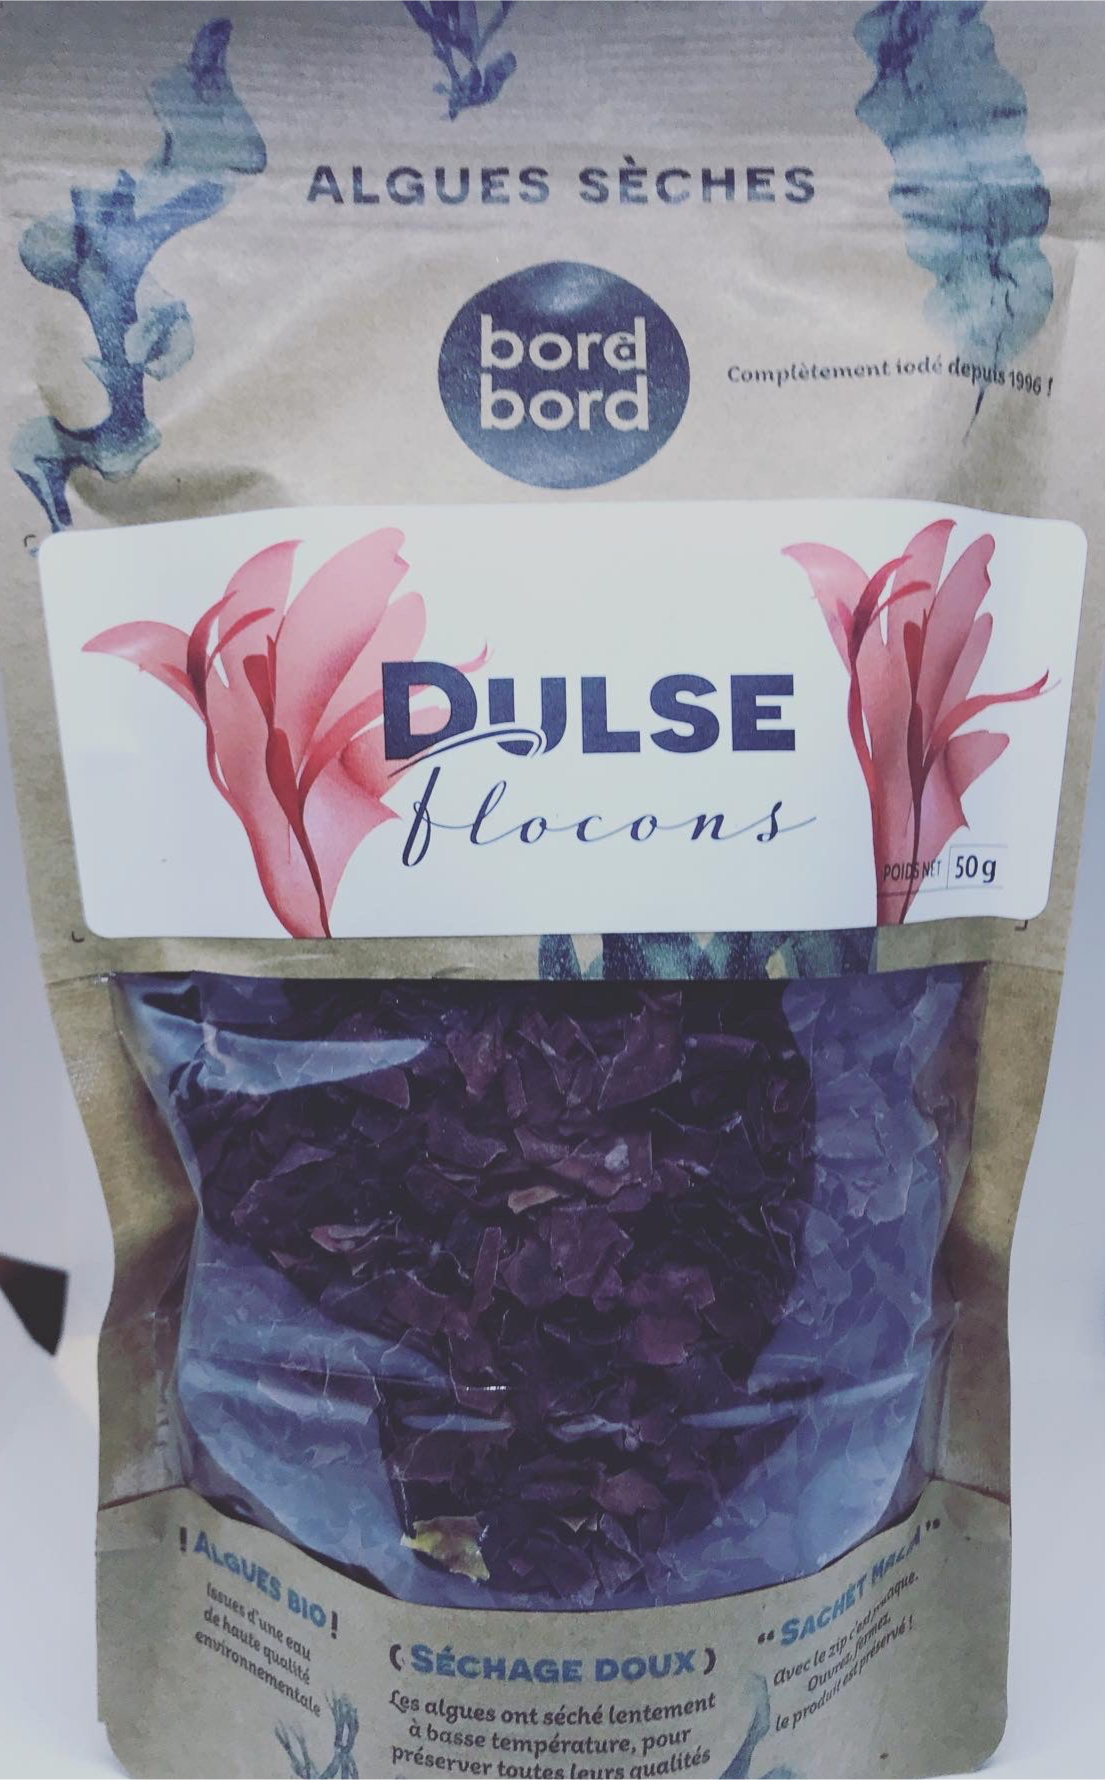 ALGUES SÈCHES
bord à
bord
Complètement iodé depuis 1996 !
DULSE
flocons
POIDS NET 50 g
! ALGUES BIO !
Issues d'une eau
de haute qualité
environnementale
( SÉCHAGE DOUX )
Les algues ont séché lentement
à basse température, pour
préserver toutes leurs qualités
“ SACHET MALIN ”
avec le zip c'est pratique.
Ouvrez, fermez,
le produit est préservé !